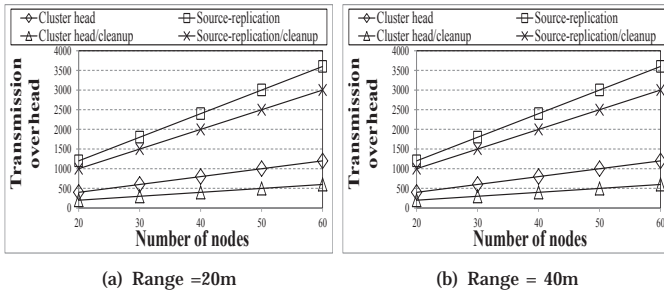 Cluster head
Source-replication
Cluster head/cleanup
Source-replication/cleanup
4000
3500
3000
2500
2000
1500
1000
500
0
Transmission
overhead
20
30
40
50
60
Number of nodes
(a) Range =20m
Cluster head
Source-replication
Cluster head/cleanup
Source-replication/cleanup
4000
3500
3000
2500
2000
1500
1000
500
0
Transmission
overhead
20
30
40
50
60
Number of nodes
(b) Range = 40m